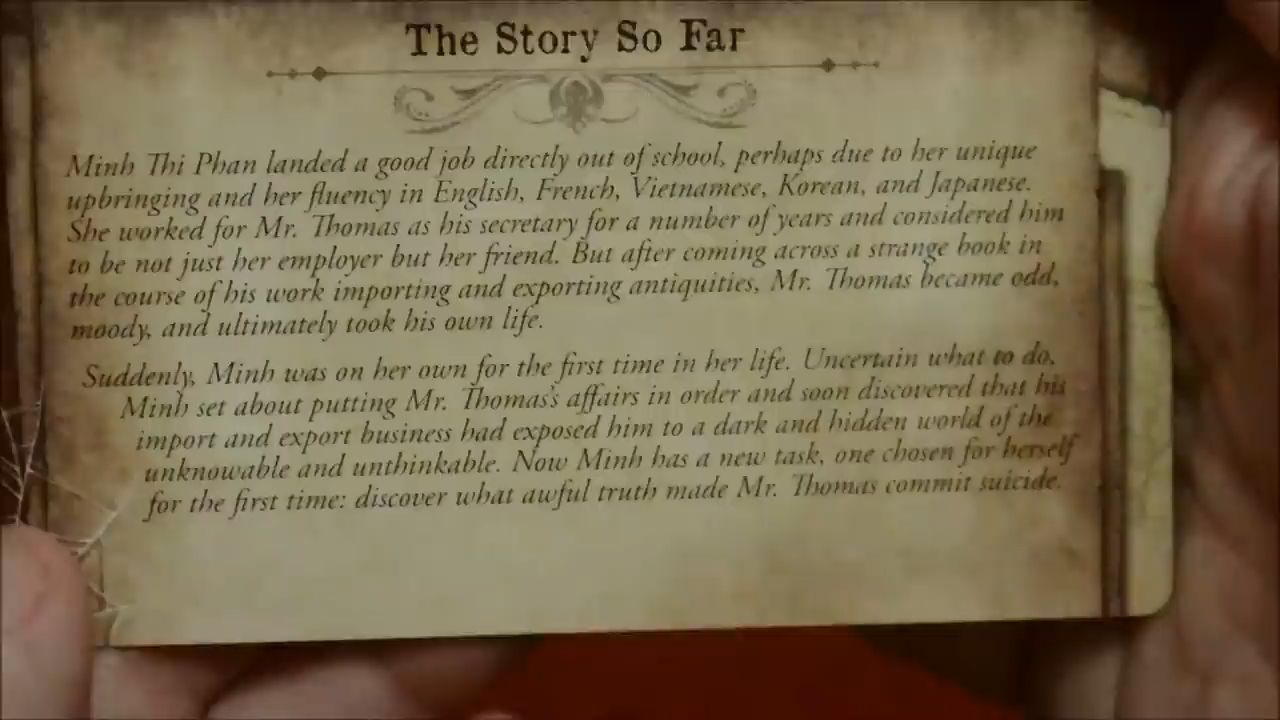 The Story So Far
Minh Thi Phan landed a good job directly out of school, perhaps due to her unique
upbringing and her fluency in English, French, Vietnamese, Korean, and Japanese.
She worked for Mr. Thomas as his secretary for a number of years and considered him
to be not just her employer but her friend. But after coming across a strange book in
the course of his work importing and exporting antiquities, Mr. Thomas became odd,
moody, and ultimately took his own life.
Suddenly, Minh was on her own for the first time in her life. Uncertain what to do,
Minh set about putting Mr. Thomas's affairs in order and soon discovered that his
import and export business had exposed him to a dark and hidden world of the
unknowable and unthinkable. Now Minh has a new task, one chosen for herself
for the first time: discover what awful truth made Mr. Thomas commit suicide.